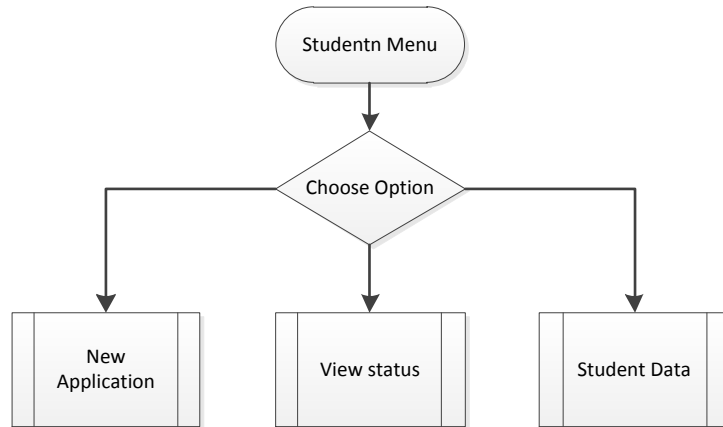 Studentn Menu
Choose Option
New
Application
View status
Student Data